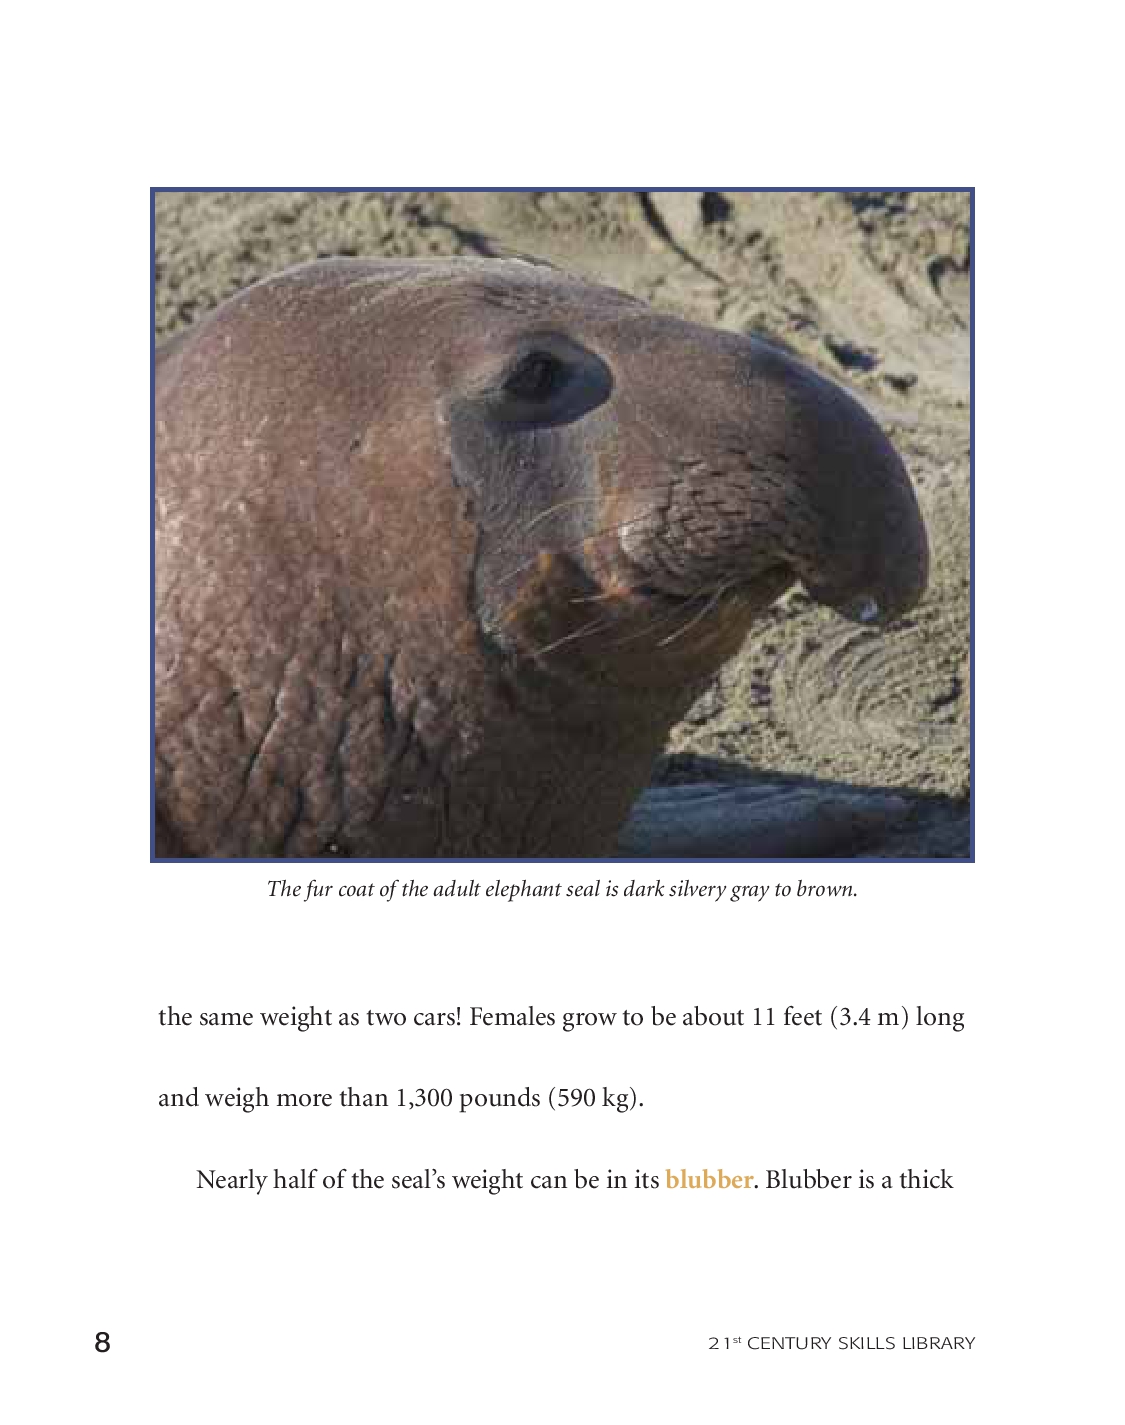 The fur coat of the adult elephant seal is dark silvery gray to brown.
the same weight as two cars! Females grow to be about 11 feet (3.4 m) long
and weigh more than 1,300 pounds (590 kg).
Nearly half of the seal’s weight can be in its blubber. Blubber is a thick
8
21st CENTURY SKILLS LIBRARY